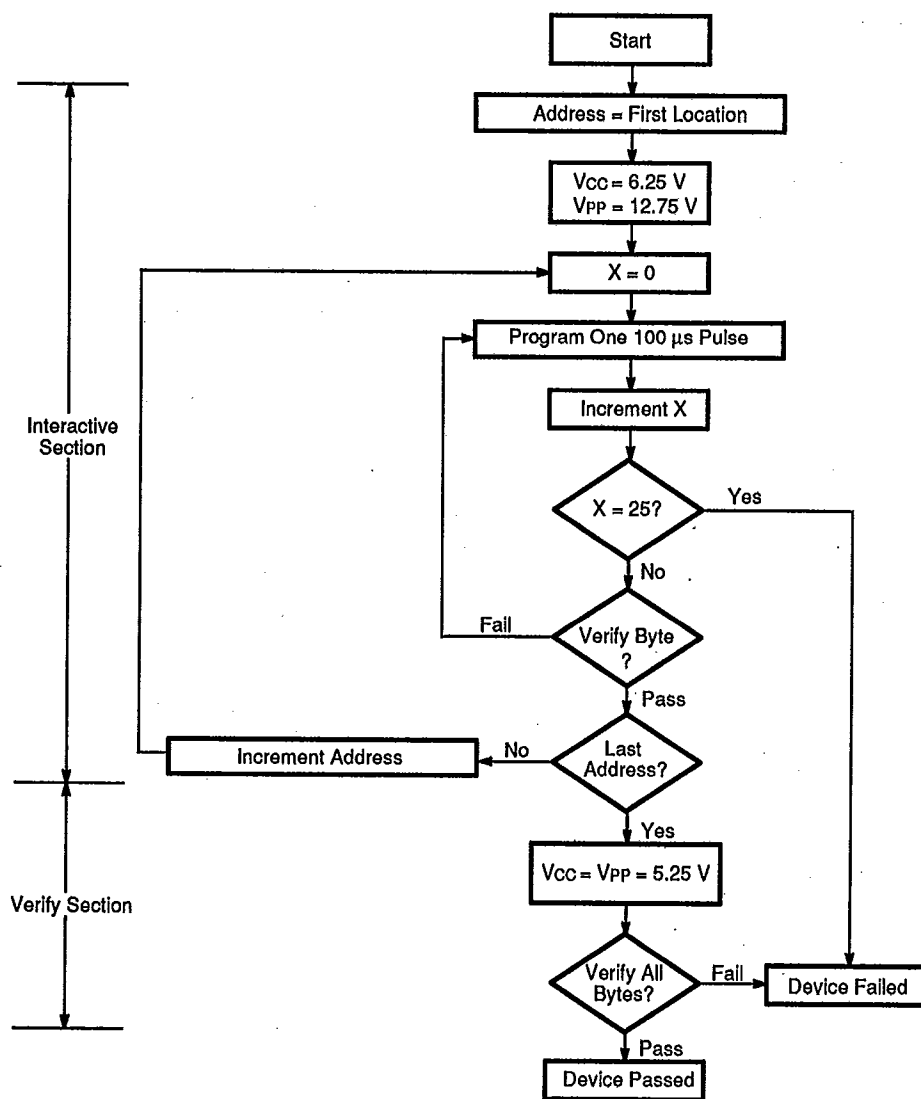 Start
Address = First Location
VCC = 6.25 V
VPP = 12.75 V
X = 0
Program One 100 µs Pulse
Increment X
Interactive
Section
X = 25?
Yes
No
Fail
Verify Byte
?
Pass
Increment Address
No
Last
Address?
Yes
VCC = VPP = 5.25 V
Verify Section
Verify All
Bytes?
Fail
Device Failed
Pass
Device Passed